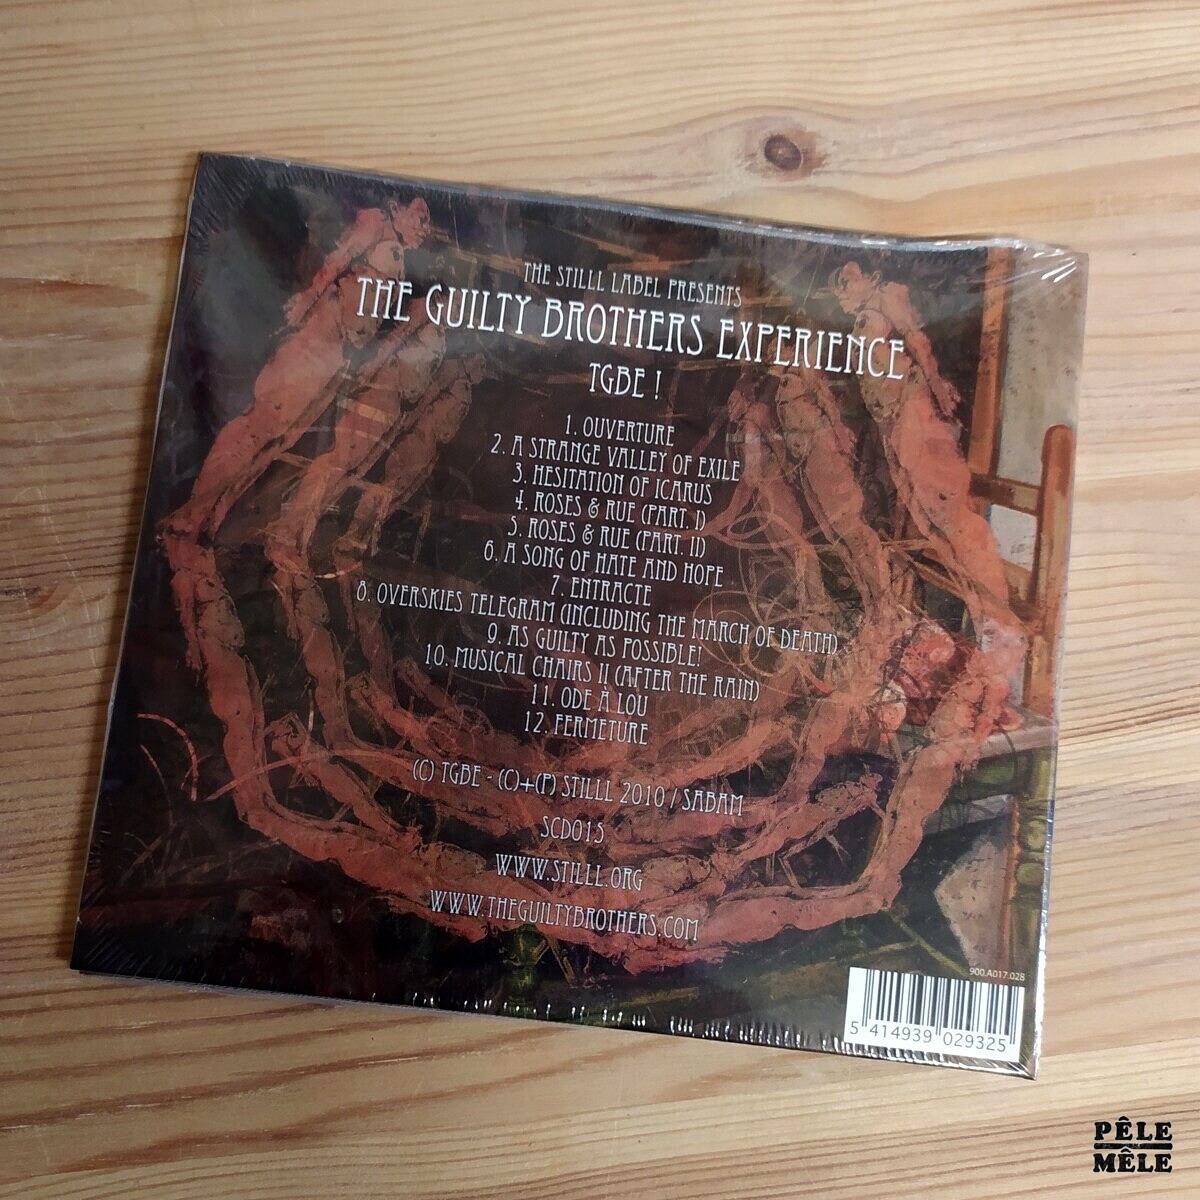 THE STILLL LABEL PRESENTS
THE GUILTY BROTHERS EXPERIENCE
TGBE !
1. OUVERTURE
2. A STRANGE VALLEY OF EXILE
3. HESITATION OF ICARUS
4. ROSES & RUE (PART. I)
5. ROSES & RUE (PART. II)
6. A SONG OF HATE AND HOPE
7. ENTRACTE
8. OVERSKIES TELEGRAM (INCLUDING THE MARCH OF DEATH)
9. AS GUILTY AS POSSIBLE!
10. MUSICAL CHAIRS II (AFTER THE RAIN)
11. ODE À LOU
12. FERMETURE
(C) TGBE - (C)+(P) STILLL 2010 / SABAM
SCD015
WWW.STILLL.ORG
WWW.THEGUILTYBROTHERS.COM
900.A017.028
5 414939 029325
PÊLE
MÊLE